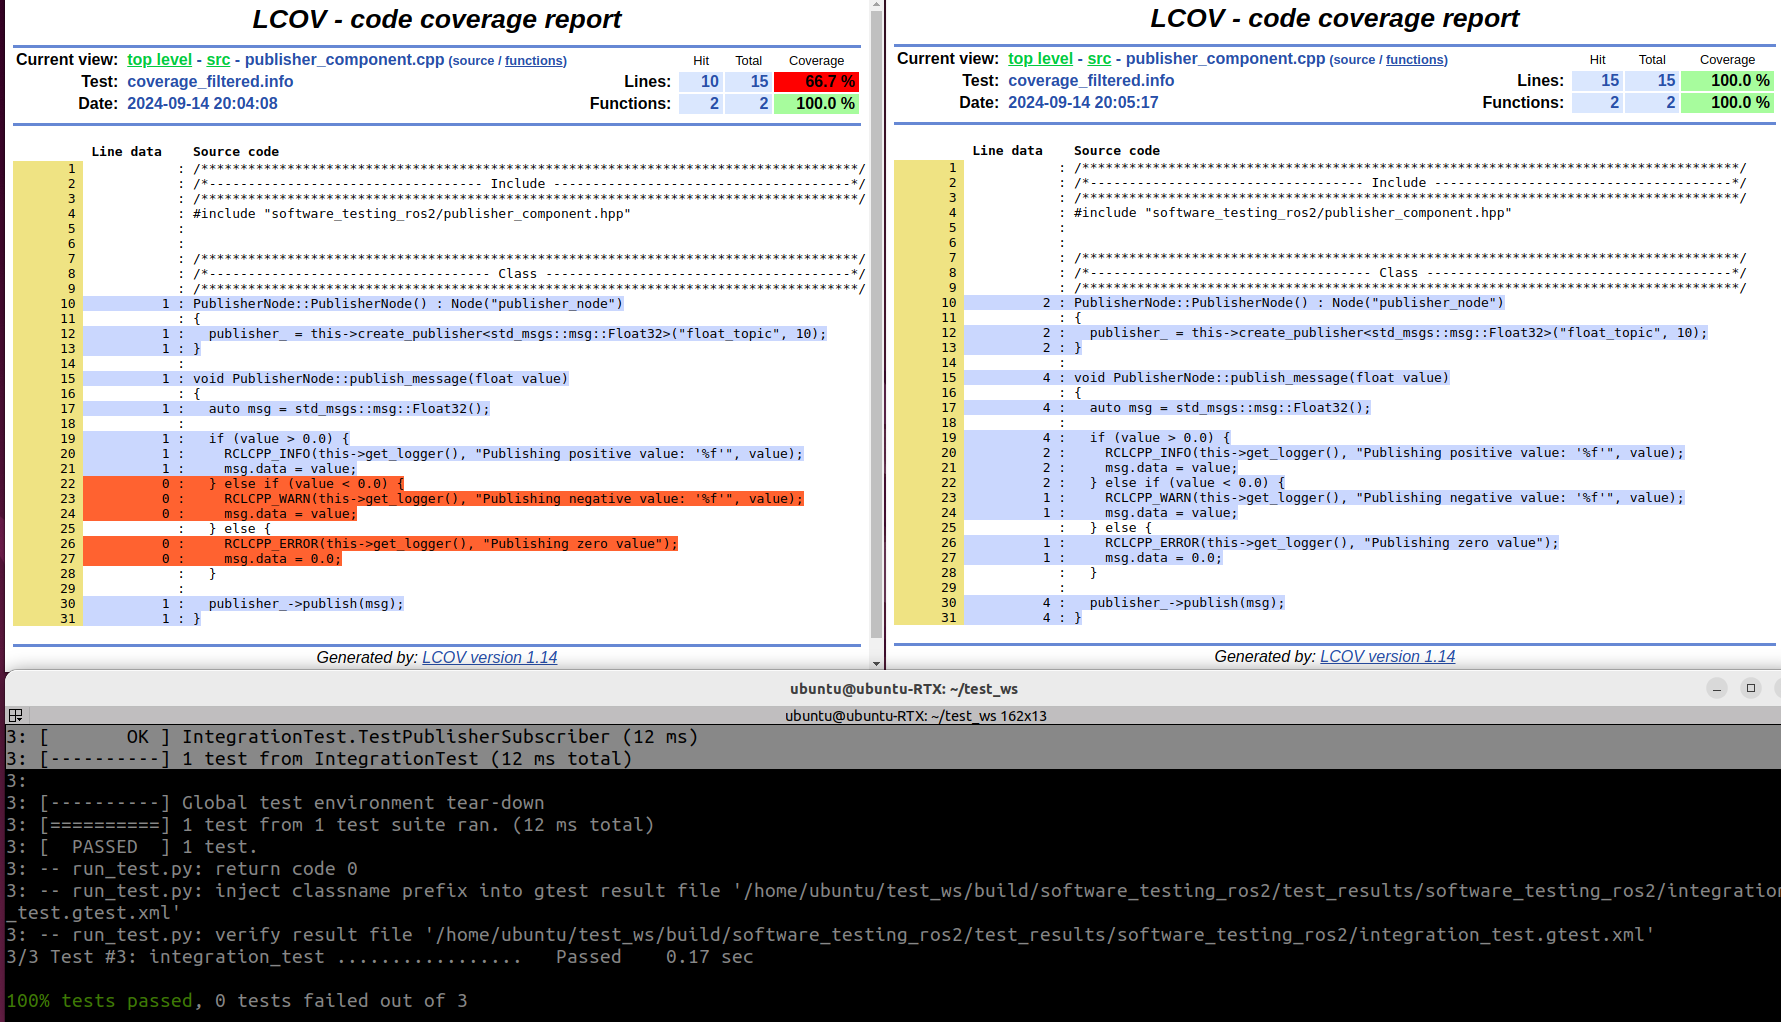 LCOV - code coverage report
Current view: top level - src - publisher_component.cpp (source / functions) Hit Total Coverage
Test: coverage_filtered.info Lines: 10 15 66.7 %
Date: 2024-09-14 20:04:08 Functions: 2 2 100.0 %
Line data Source code
1 : /************************************************************************************/
2 : /*----------------------------------- Include --------------------------------------*/
3 : /************************************************************************************/
4 : #include "software_testing_ros2/publisher_component.hpp"
5 :
6 :
7 : /************************************************************************************/
8 : /*------------------------------------ Class ---------------------------------------*/
9 : /************************************************************************************/
10 1 : PublisherNode::PublisherNode() : Node("publisher_node")
11 : {
12 1 : publisher_ = this->create_publisher<std_msgs::msg::Float32>("float_topic", 10);
13 1 : }
14 :
15 1 : void PublisherNode::publish_message(float value)
16 : {
17 1 : auto msg = std_msgs::msg::Float32();
18 :
19 1 : if (value > 0.0) {
20 1 : RCLCPP_INFO(this->get_logger(), "Publishing positive value: '%f'", value);
21 1 : msg.data = value;
22 0 : } else if (value < 0.0) {
23 0 : RCLCPP_WARN(this->get_logger(), "Publishing negative value: '%f'", value);
24 0 : msg.data = value;
25 : } else {
26 0 : RCLCPP_ERROR(this->get_logger(), "Publishing zero value");
27 0 : msg.data = 0.0;
28 : }
29 :
30 1 : publisher_->publish(msg);
31 1 : }
Generated by: LCOV version 1.14
LCOV - code coverage report
Current view: top level - src - publisher_component.cpp (source / functions) Hit Total Coverage
Test: coverage_filtered.info Lines: 15 15 100.0 %
Date: 2024-09-14 20:05:17 Functions: 2 2 100.0 %
Line data Source code
1 : /************************************************************************************/
2 : /*----------------------------------- Include --------------------------------------*/
3 : /************************************************************************************/
4 : #include "software_testing_ros2/publisher_component.hpp"
5 :
6 :
7 : /************************************************************************************/
8 : /*------------------------------------ Class ---------------------------------------*/
9 : /************************************************************************************/
10 2 : PublisherNode::PublisherNode() : Node("publisher_node")
11 : {
12 2 : publisher_ = this->create_publisher<std_msgs::msg::Float32>("float_topic", 10);
13 2 : }
14 :
15 4 : void PublisherNode::publish_message(float value)
16 : {
17 4 : auto msg = std_msgs::msg::Float32();
18 :
19 4 : if (value > 0.0) {
20 2 : RCLCPP_INFO(this->get_logger(), "Publishing positive value: '%f'", value);
21 2 : msg.data = value;
22 2 : } else if (value < 0.0) {
23 1 : RCLCPP_WARN(this->get_logger(), "Publishing negative value: '%f'", value);
24 1 : msg.data = value;
25 : } else {
26 1 : RCLCPP_ERROR(this->get_logger(), "Publishing zero value");
27 1 : msg.data = 0.0;
28 : }
29 :
30 4 : publisher_->publish(msg);
31 4 : }
Generated by: LCOV version 1.14
ubuntu@ubuntu-RTX: ~/test_ws
ubuntu@ubuntu-RTX: ~/test_ws 162x13
3: [       OK ] IntegrationTest.TestPublisherSubscriber (12 ms)
3: [----------] 1 test from IntegrationTest (12 ms total)
3:
3: [----------] Global test environment tear-down
3: [==========] 1 test from 1 test suite ran. (12 ms total)
3: [  PASSED  ] 1 test.
3: -- run_test.py: return code 0
3: -- run_test.py: inject classname prefix into gtest result file '/home/ubuntu/test_ws/build/software_testing_ros2/test_results/software_testing_ros2/integration
_test.gtest.xml'
3: -- run_test.py: verify result file '/home/ubuntu/test_ws/build/software_testing_ros2/test_results/software_testing_ros2/integration_test.gtest.xml'
3/3 Test #3: integration_test .................   Passed    0.17 sec
100% tests passed, 0 tests failed out of 3